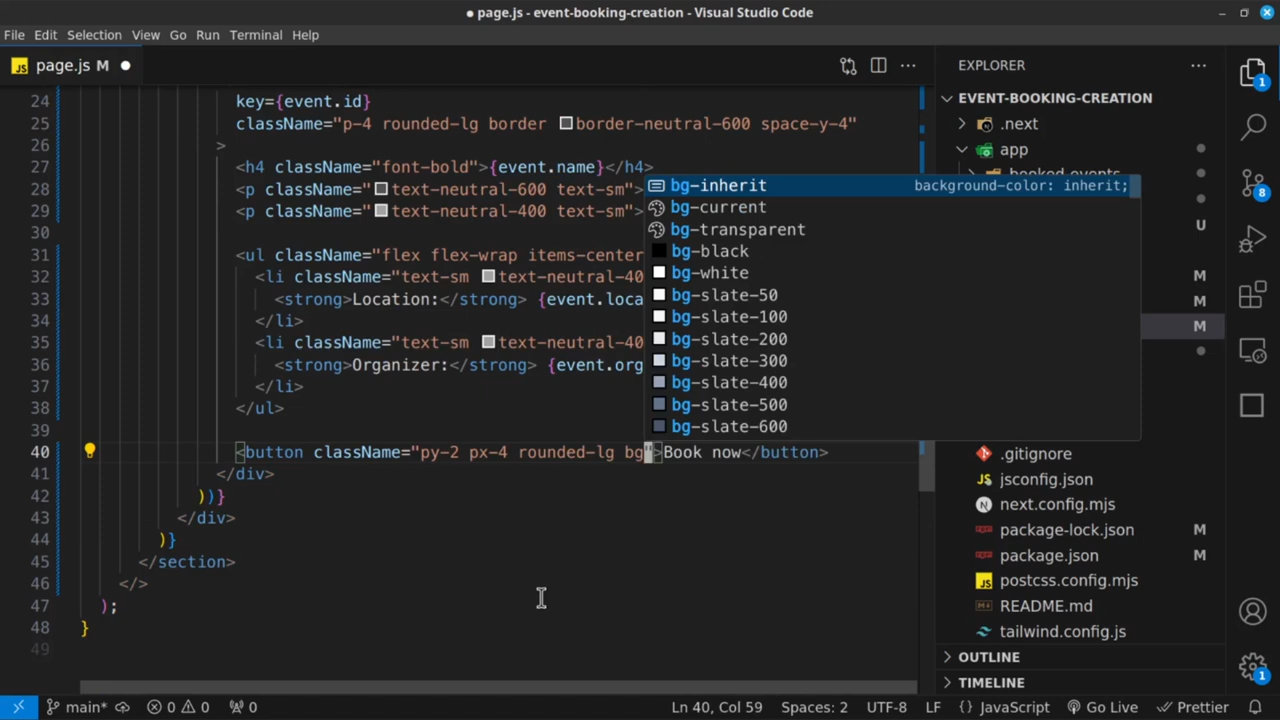 ● page.js - event-booking-creation - Visual Studio Code
File Edit Selection View Go Run Terminal Help
JS page.js M ●
EXPLORER
EVENT-BOOKING-CREATION
.next
app
24 key={event.id}
25 className="p-4 rounded-lg border border-neutral-600 space-y-4"
26 >
27 <h4 className="font-bold">{event.name}</h4>
28 <p className="text-neutral-600 text-sm">
29 <p className="text-neutral-400 text-sm">
30
31 <ul className="flex flex-wrap items-center
32 <li className="text-sm text-neutral-40
33 <strong>Location:</strong> {event.loca
34 </li>
35 <li className="text-sm text-neutral-40
36 <strong>Organizer:</strong> {event.org
37 </li>
38 </ul>
39
40 <button className="py-2 px-4 rounded-lg bg">Book now</button>
41 </div>
42 ))}
43 </div>
44 )}
45 </section>
46 </>
47 );
48 }
49
bg-inherit background-color: inherit;
bg-current
bg-transparent
bg-black
bg-white
bg-slate-50
bg-slate-100
bg-slate-200
bg-slate-300
bg-slate-400
bg-slate-500
bg-slate-600
U
M
M
M
.gitignore
JS jsconfig.json
N next.config.mjs
package-lock.json M
package.json M
JS postcss.config.mjs
README.md
tailwind.config.js
OUTLINE
TIMELINE
1
8
1
main* 0 0 0 Ln 40, Col 59 Spaces: 2 UTF-8 LF {} JavaScript Go Live Prettier